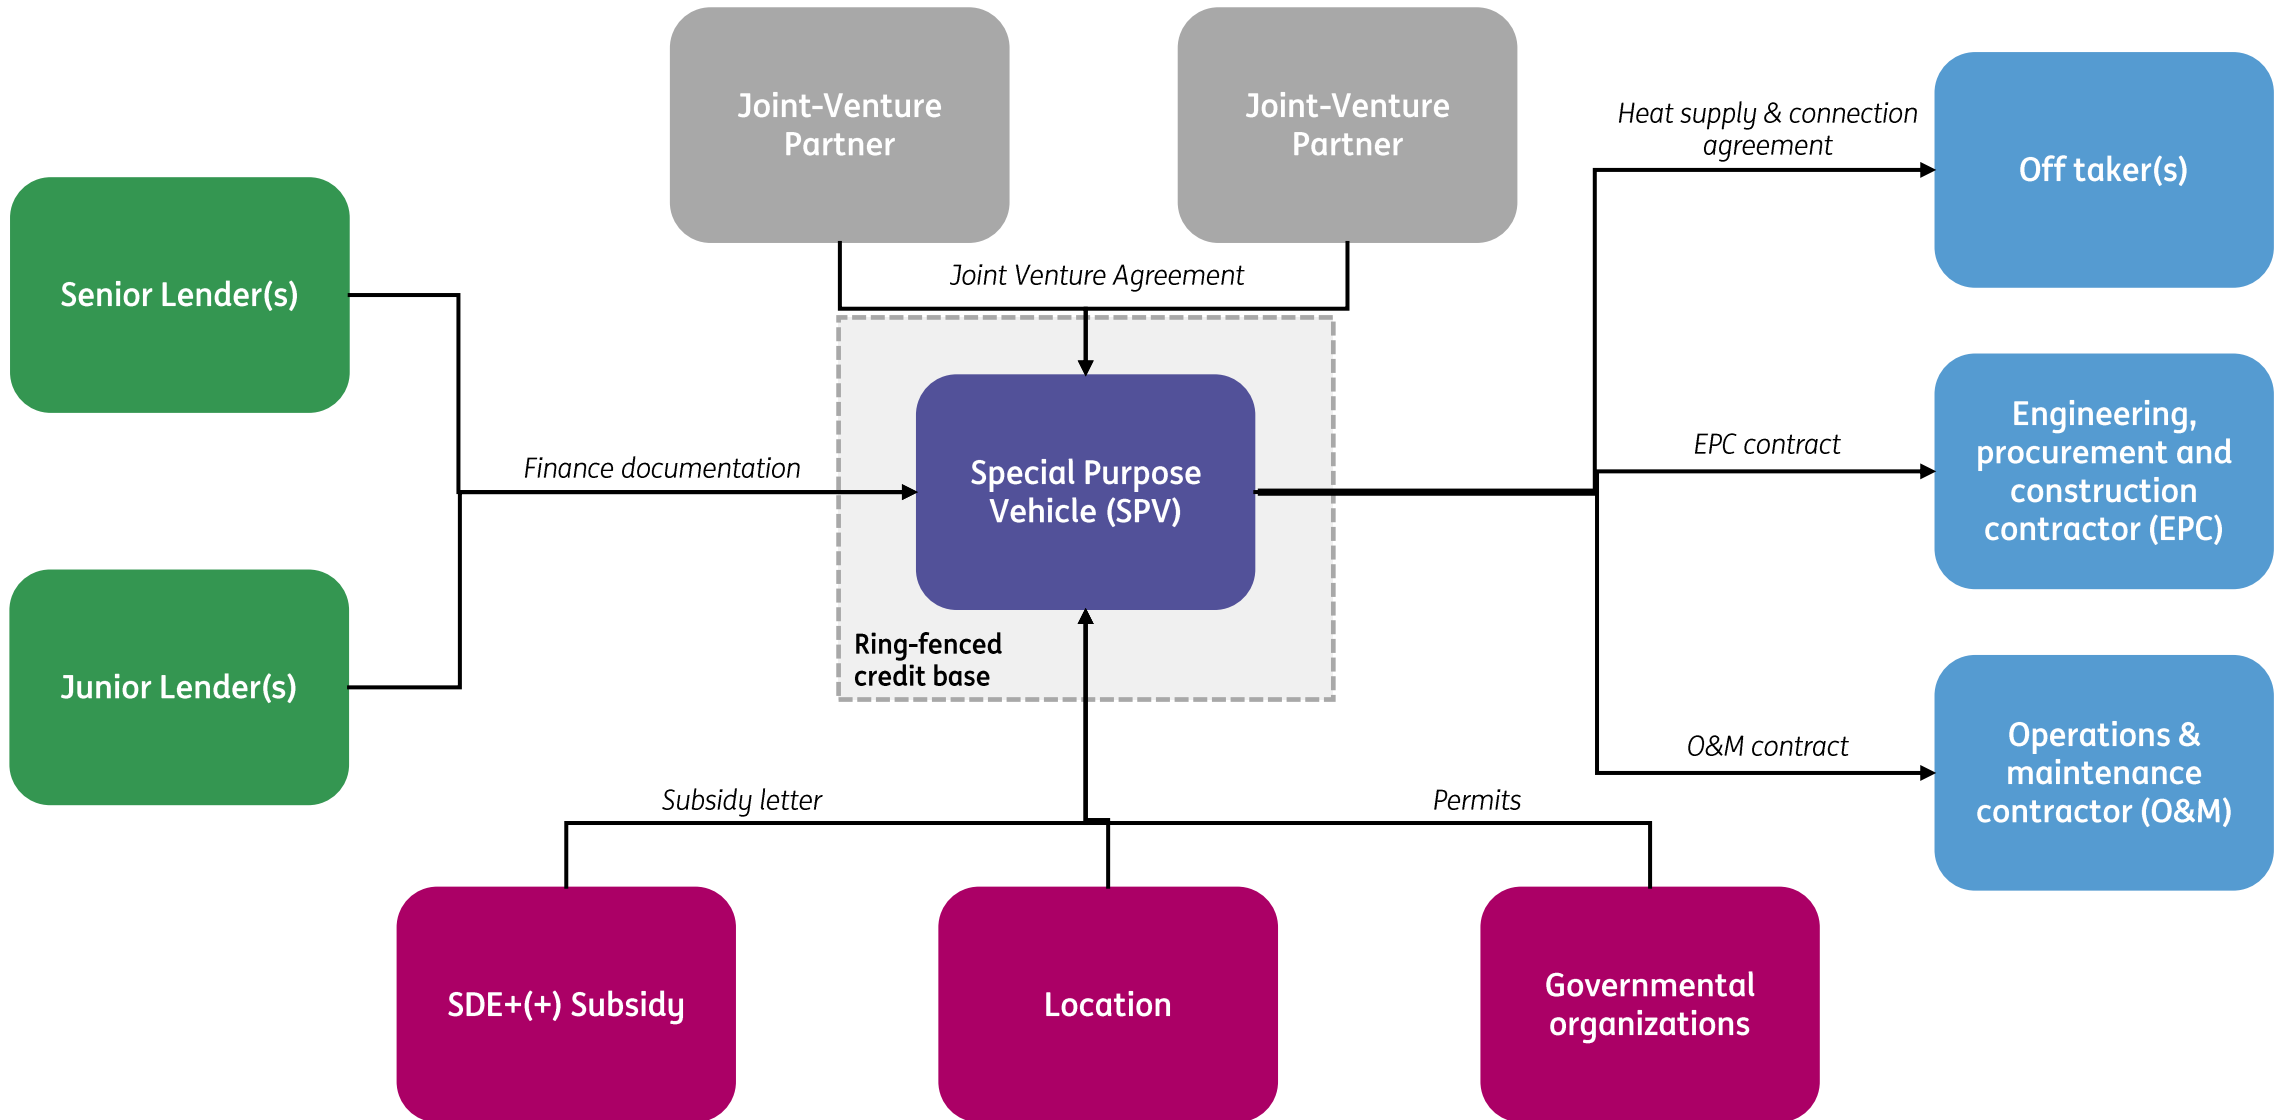 Joint-Venture
Partner
Joint-Venture
Partner
Heat supply & connection
agreement
Off taker(s)
Senior Lender(s)
Joint Venture Agreement
Finance documentation
Special Purpose
Vehicle (SPV)
EPC contract
Engineering,
procurement and
construction
contractor (EPC)
Ring-fenced
credit base
Junior Lender(s)
O&M contract
Operations &
maintenance
contractor (O&M)
Subsidy letter
Permits
SDE+(+) Subsidy
Location
Governmental
organizations